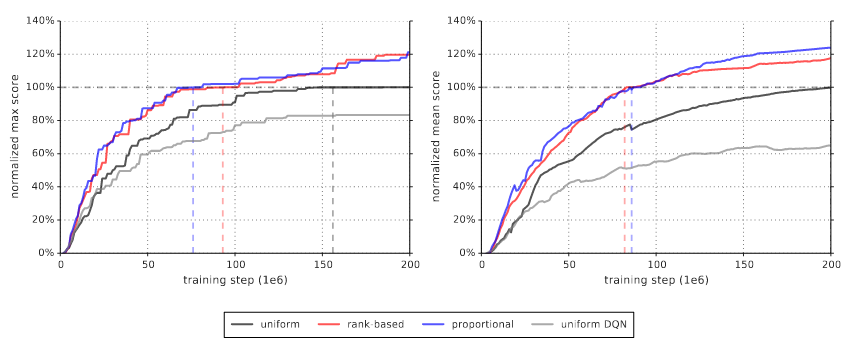 140%
120%
100%
80%
60%
40%
20%
0%
normalized max score
0 50 100 150 200
training step (1e6)
140%
120%
100%
80%
60%
40%
20%
0%
normalized mean score
0 50 100 150 200
training step (1e6)
uniform rank-based proportional uniform DQN